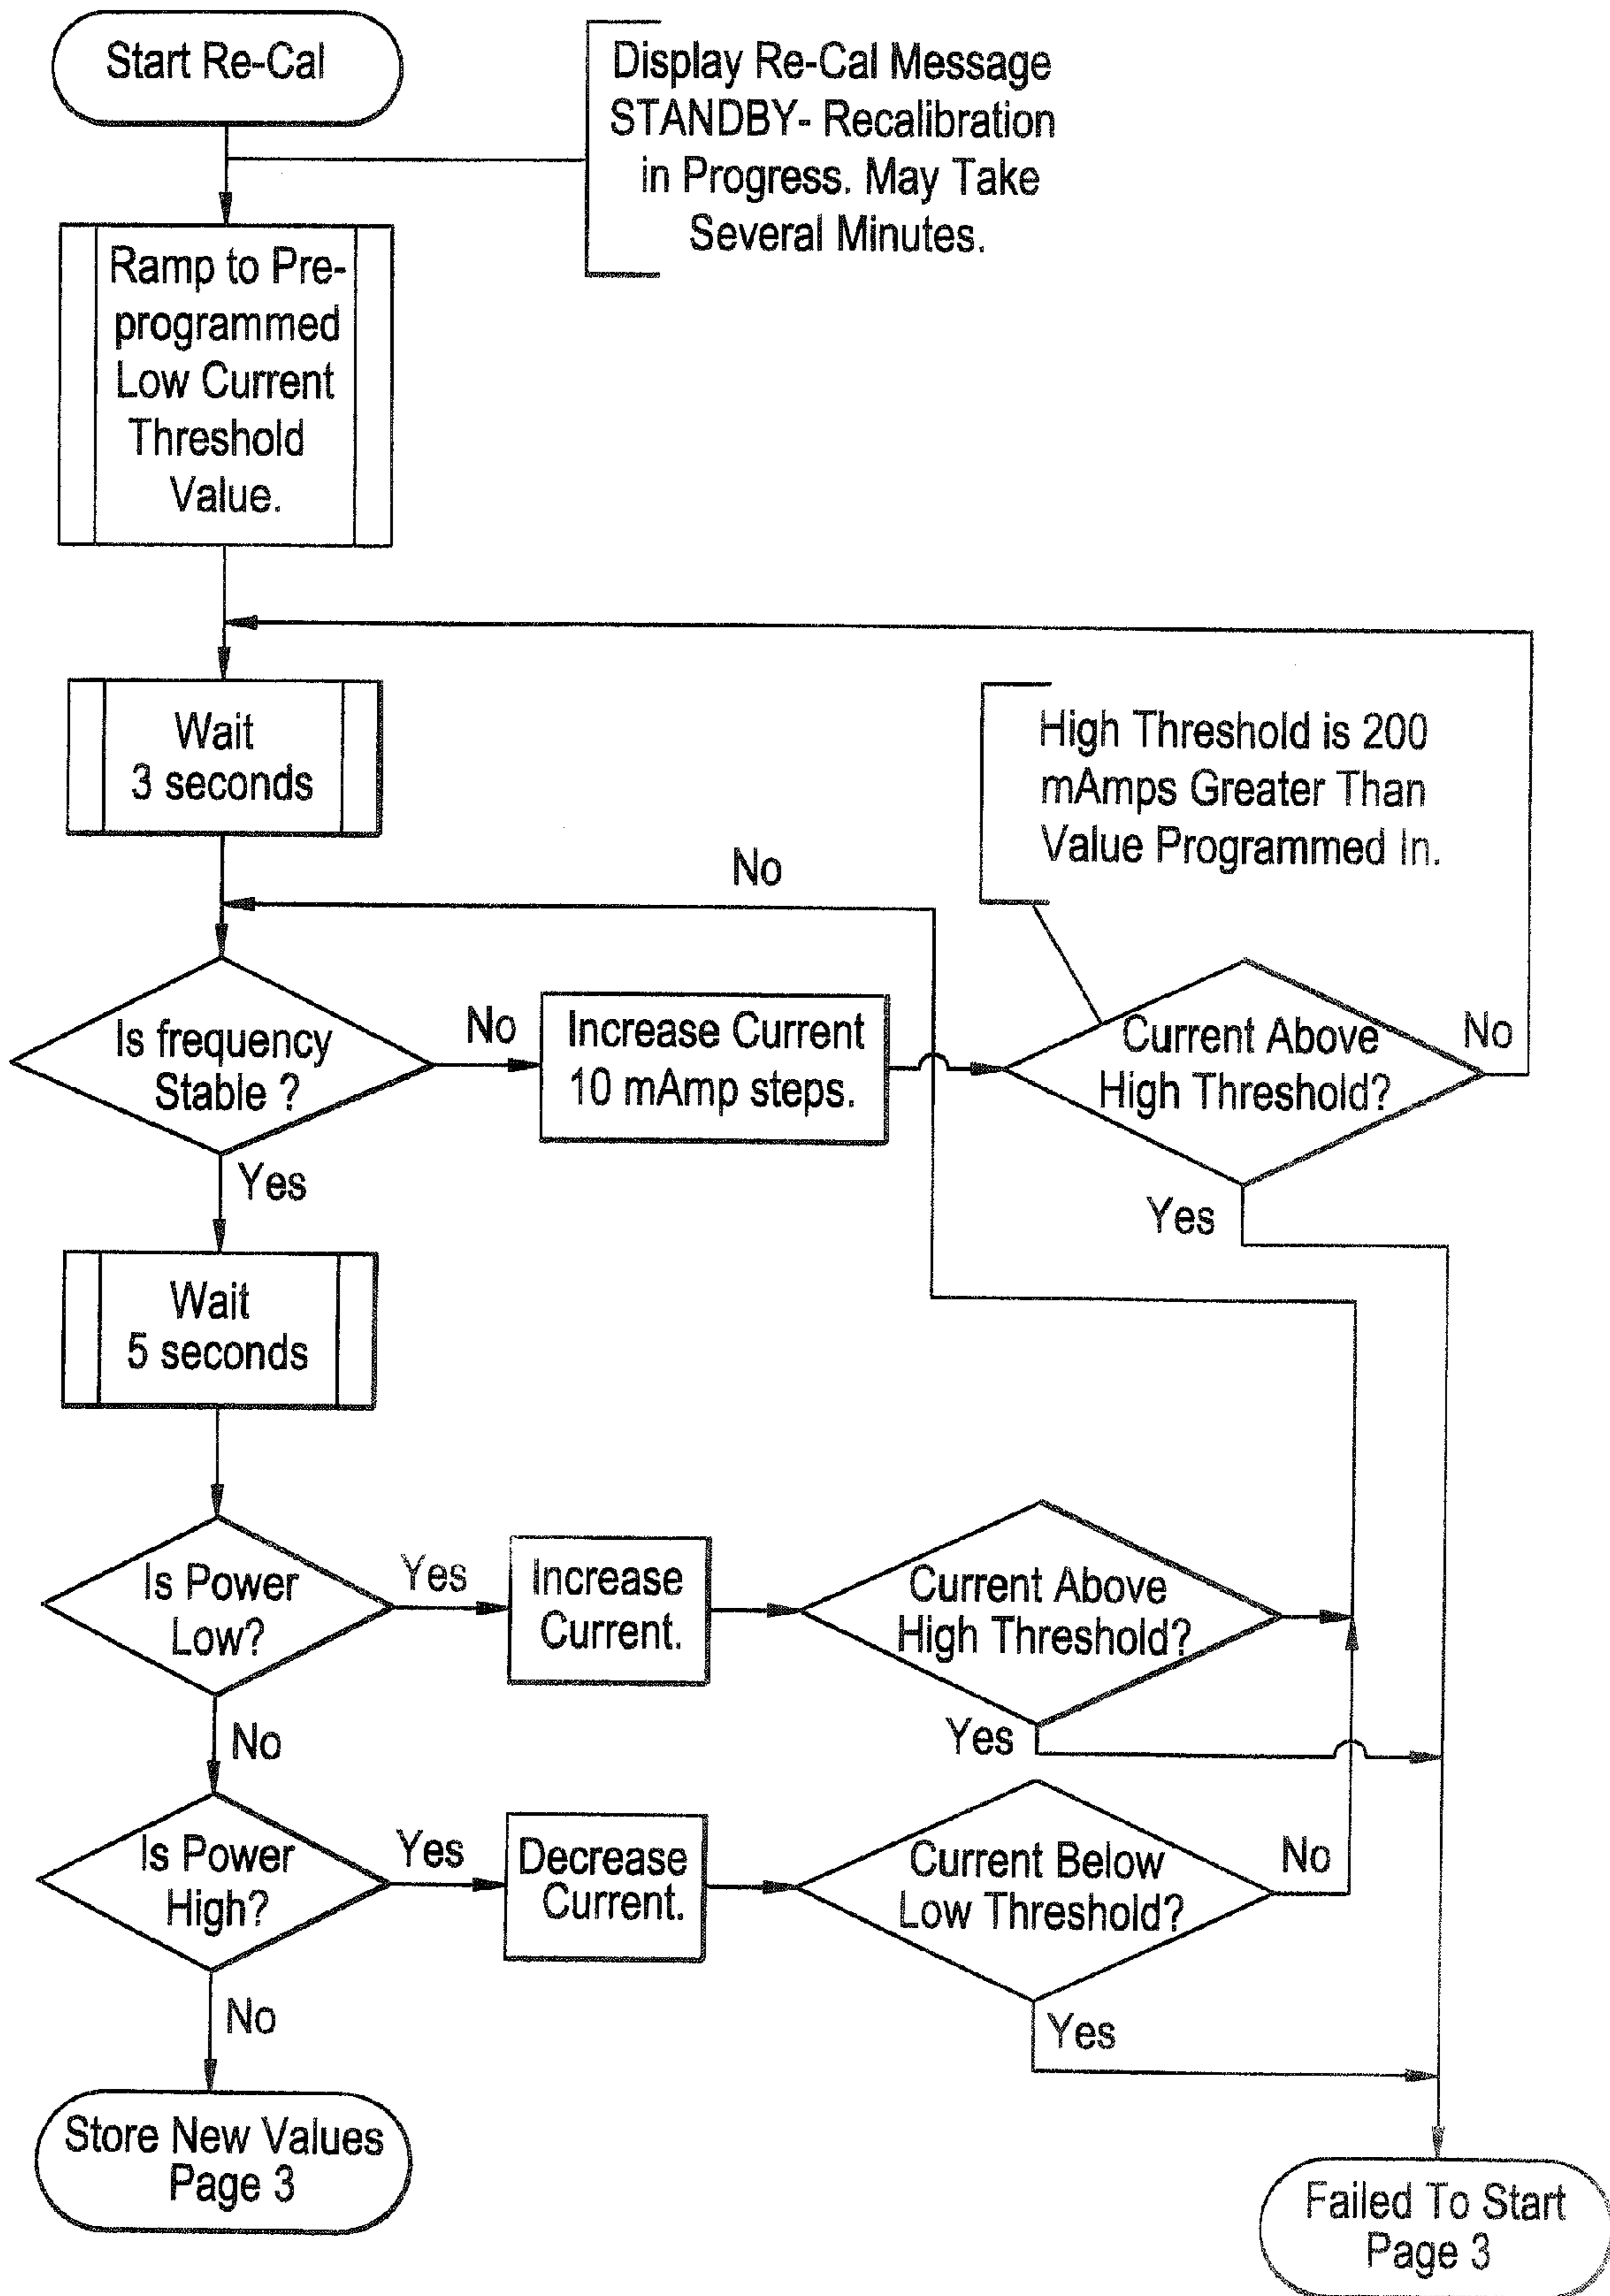 Start Re-Cal
Display Re-Cal Message
STANDBY- Recalibration
in Progress. May Take
Several Minutes.
Ramp to Pre-
programmed
Low Current
Threshold
Value.
Wait
3 seconds
High Threshold is 200
mAmps Greater Than
Value Programmed In.
No
Is frequency
Stable ?
No
Increase Current
10 mAmp steps.
Current Above
High Threshold?
No
Yes
Yes
Wait
5 seconds
Is Power
Low?
Yes
Increase
Current.
Current Above
High Threshold?
Yes
No
Is Power
High?
Yes
Decrease
Current.
Current Below
Low Threshold?
No
Yes
No
Store New Values
Page 3
Failed To Start
Page 3